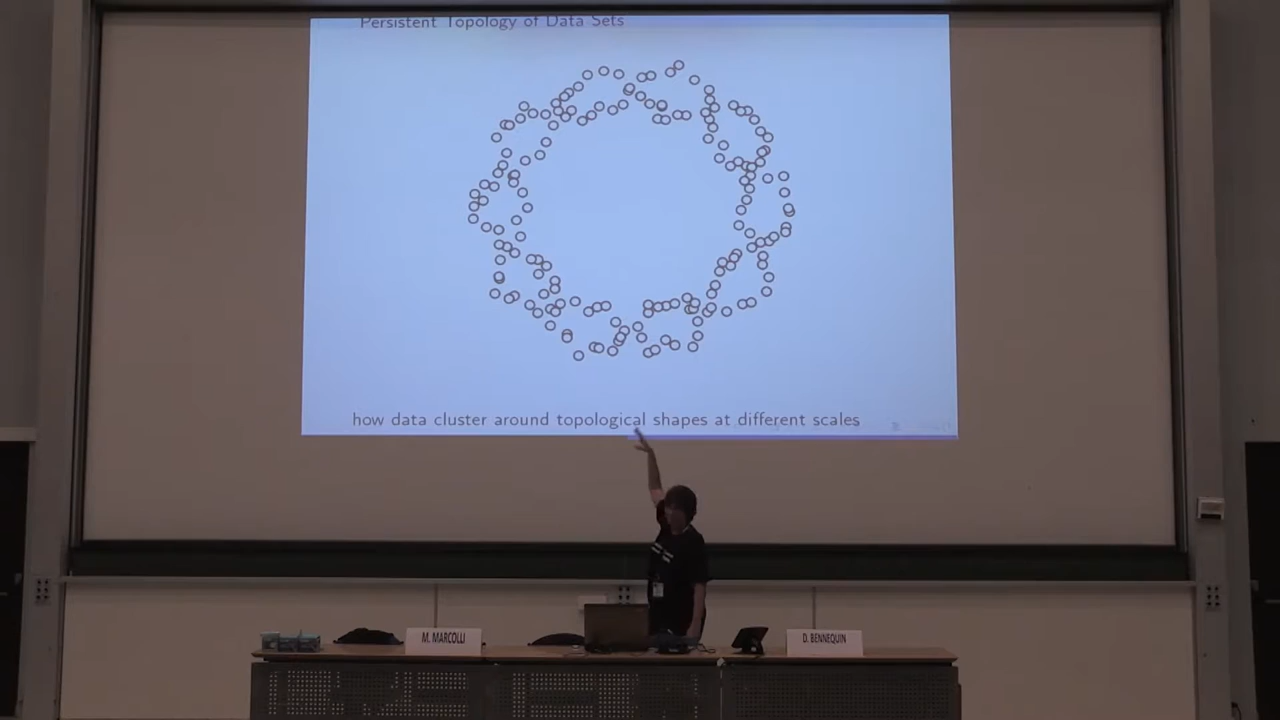 Persistent Topology of Data Sets
how data cluster around topological shapes at different scales
M. MARCOLLI
D. BENNEQUIN